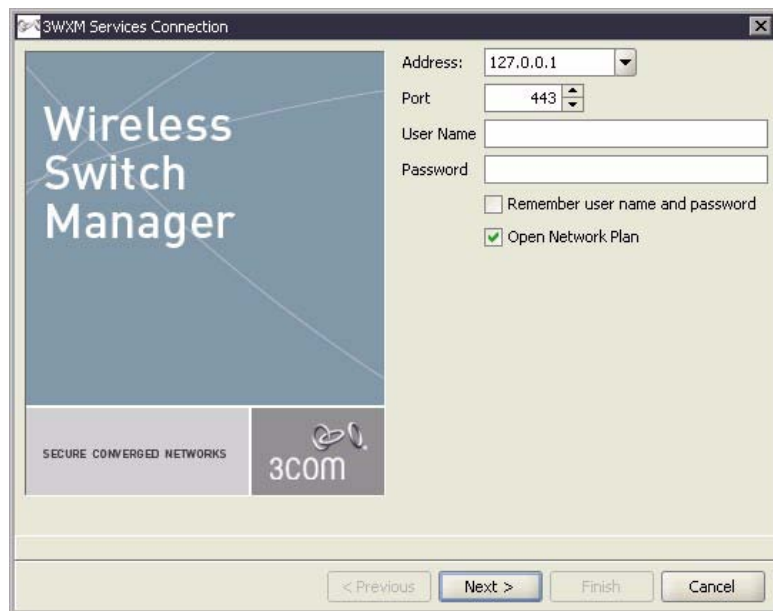 3WXM Services Connection
Wireless
Switch
Manager
SECURE CONVERGED NETWORKS
3COM
Address: 127.0.0.1
Port 443
User Name
Password
Remember user name and password
Open Network Plan
< Previous Next > Finish Cancel